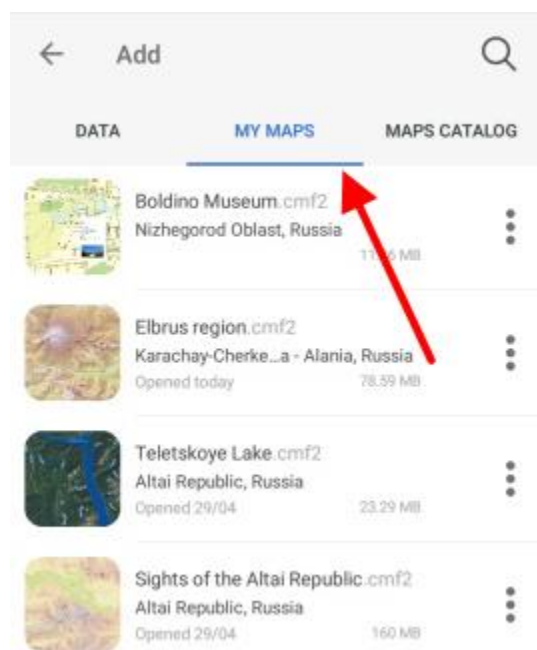 Add
DATA MY MAPS MAPS CATALOG
Boldino Museum.cmf2
Nizhegorod Oblast, Russia
MB
Elbrus region.cmf2
Karachay-Cherke…a - Alania, Russia
Opened today 78.59 MB
Teletskoye Lake.cmf2
Altai Republic, Russia
Opened 29/04 23.29 MB
Sights of the Altai Republic.cmf2
Altai Republic, Russia
Opened 29/04 160 MB